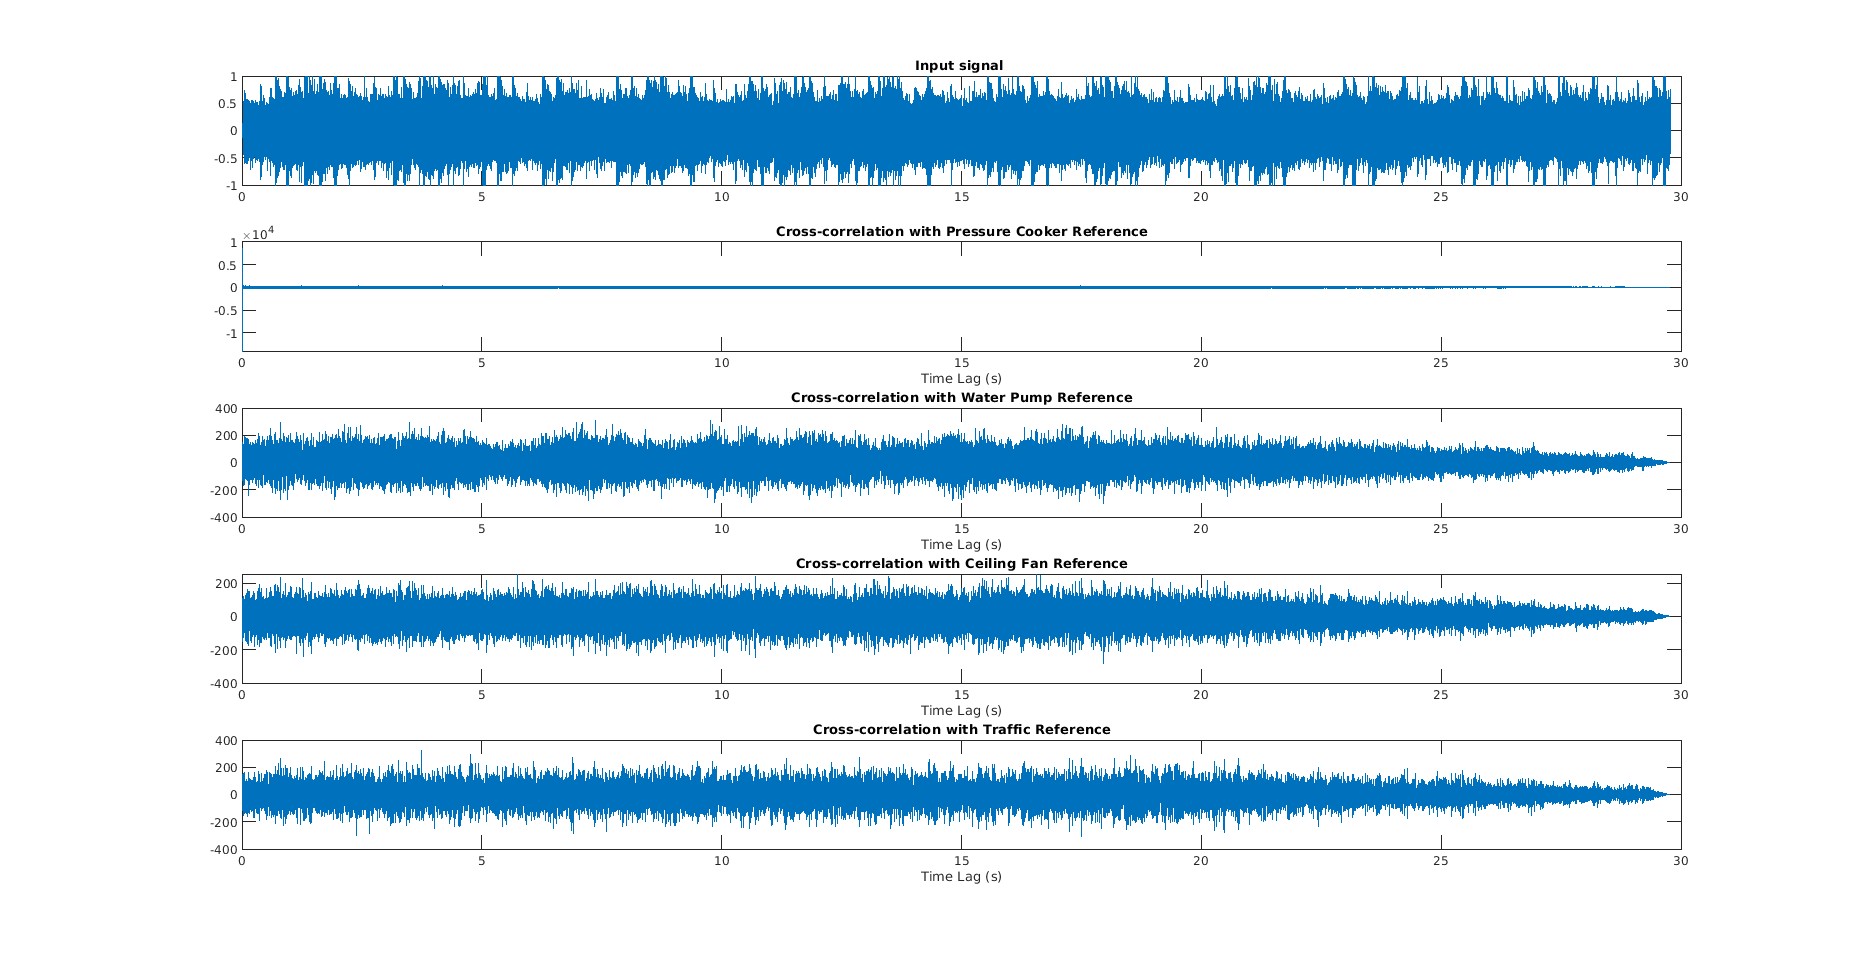 Input signal
1
0.5
0
-0.5
-1
0 5 10 15 20 25 30
Cross-correlation with Pressure Cooker Reference
×10⁴
1
0.5
0
-0.5
-1
0 5 10 15 20 25 30
Time Lag (s)
Cross-correlation with Water Pump Reference
400
200
0
-200
-400
0 5 10 15 20 25 30
Time Lag (s)
Cross-correlation with Ceiling Fan Reference
200
0
-200
-400
0 5 10 15 20 25 30
Time Lag (s)
Cross-correlation with Traffic Reference
400
200
0
-200
-400
0 5 10 15 20 25 30
Time Lag (s)